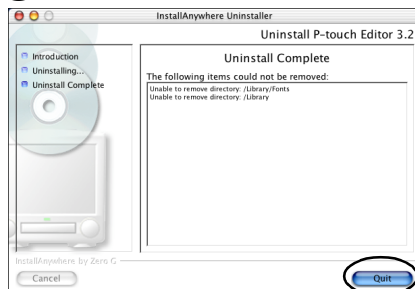 InstallAnywhere Uninstaller
Uninstall P-touch Editor 3.2
Introduction
Uninstalling...
Uninstall Complete
Uninstall Complete
The following items could not be removed:
Unable to remove directory: /Library/Fonts
Unable to remove directory: /Library
InstallAnywhere by Zero G
Cancel
Quit